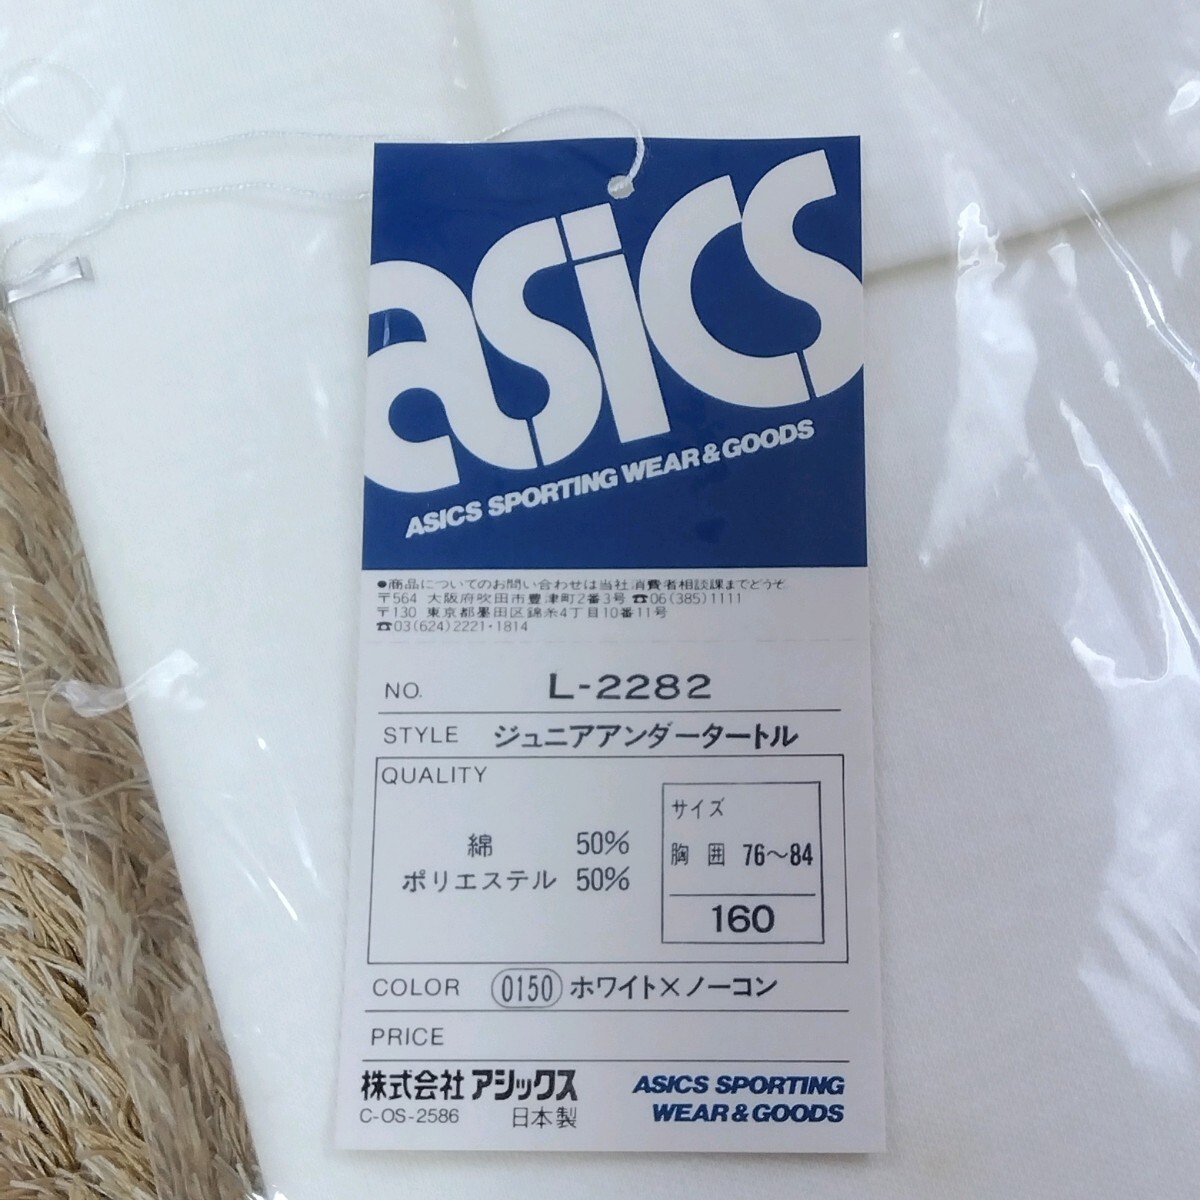 asics
ASICS SPORTING WEAR & GOODS
●商品についてのお問い合わせは当社消費者相談課までどうぞ
〒564 大阪府吹田市豊津町2番3号 ☎06(385)1111
〒130 東京都墨田区錦糸4丁目10番11号
☎03(624)2221・1814
NO. L-2282
STYLE ジュニアアンダータートル
QUALITY
綿 50%
ポリエステル 50%
サイズ
胸囲 76〜84
160
COLOR 0150 ホワイト×ノーコン
PRICE
株式会社アシックス
C-OS-2586 日本製
ASICS SPORTING
WEAR & GOODS